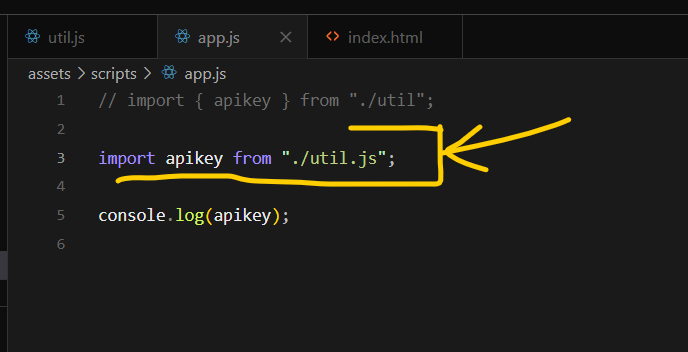 util.js app.js index.html
assets > scripts > app.js
1 // import { apikey } from "./util";
2
3 import apikey from "./util.js";
4
5 console.log(apikey);
6